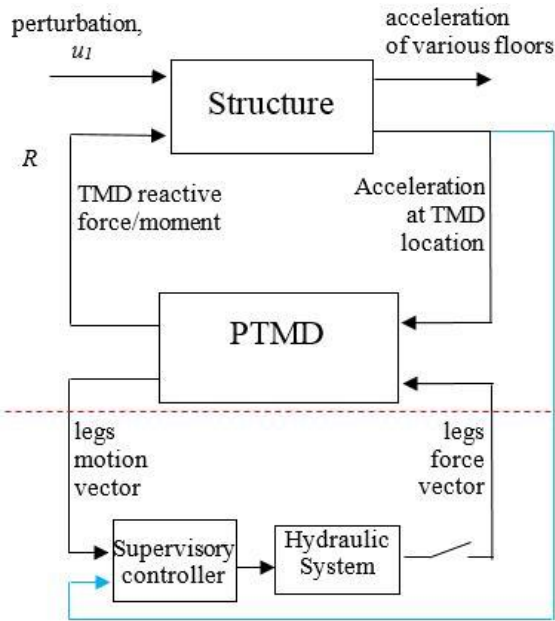 perturbation,
u1
acceleration
of various floors
Structure
R
TMD reactive
force/moment
Acceleration
at TMD
location
PTMD
legs
motion
vector
legs
force
vector
Supervisory
controller
Hydraulic
System